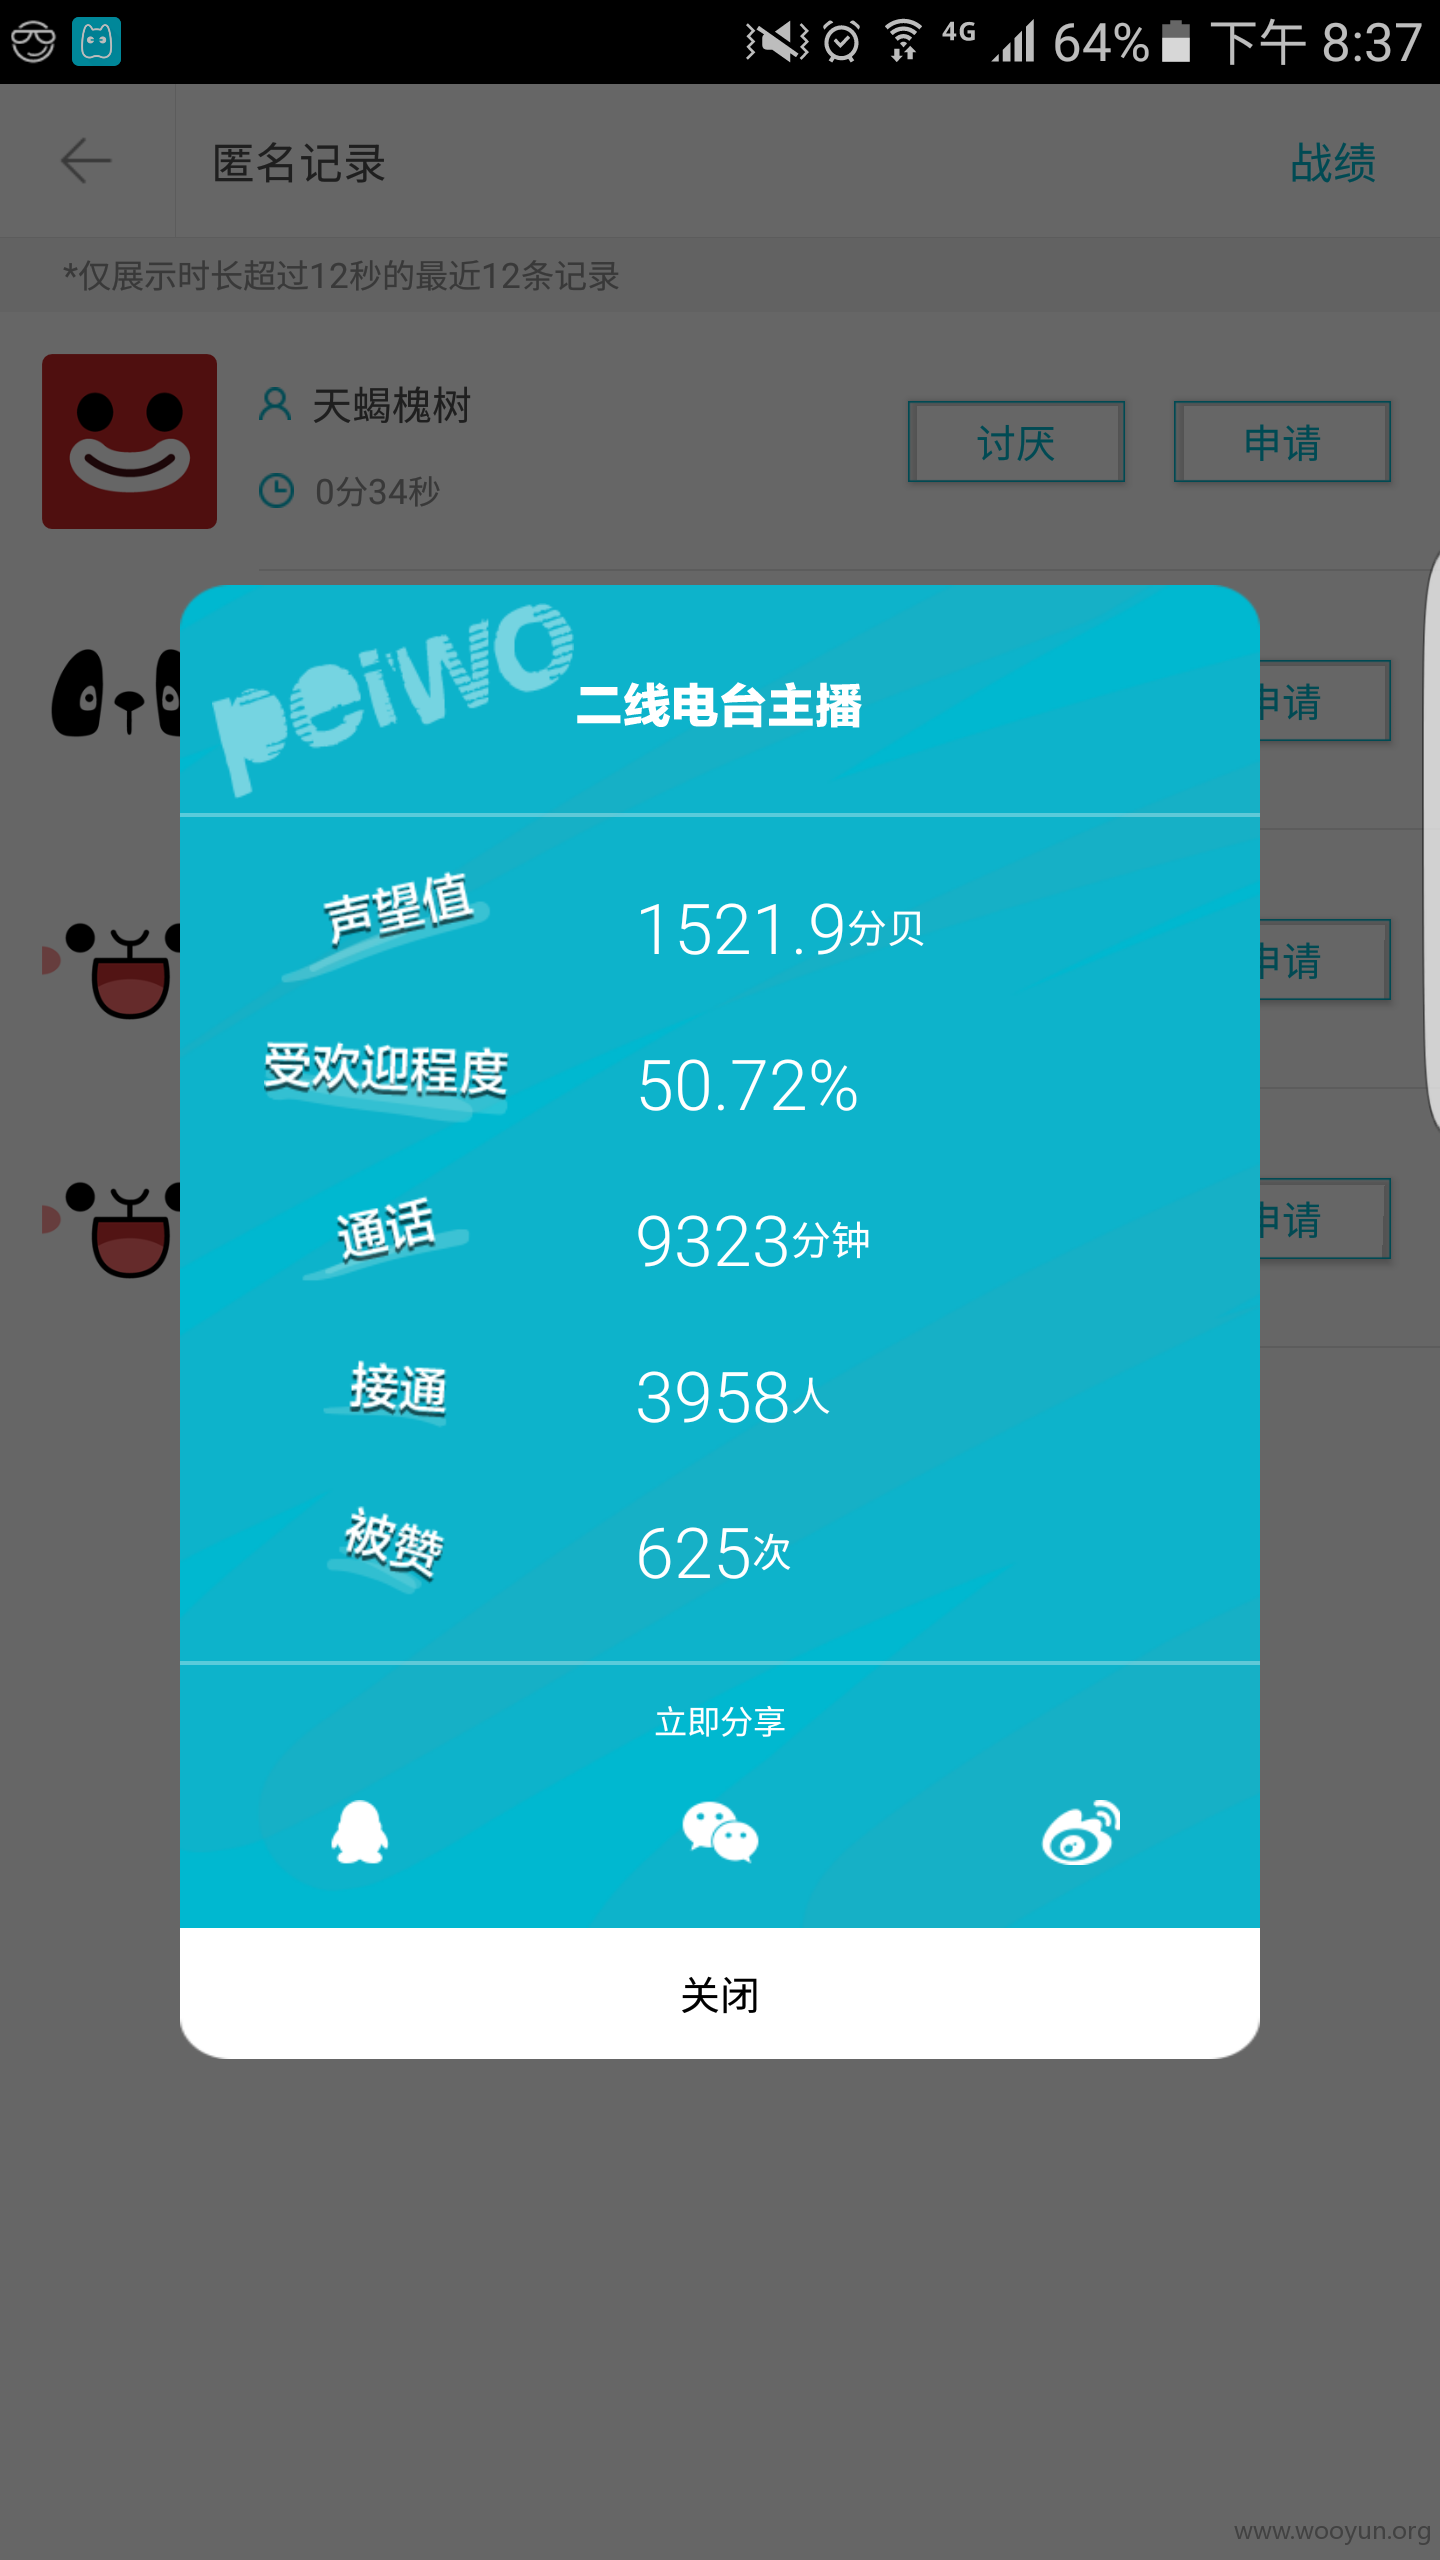 4G 64% 下午 8:37
匿名记录
战绩
*仅展示时长超过12秒的最近12条记录
天蝎槐树
0分34秒
讨厌
申请
申请
申请
申请
peiwo
二线电台主播
声望值 1521.9分贝
受欢迎程度 50.72%
通话 9323分钟
接通 3958人
被赞 625次
立即分享
关闭
www.wooyun.org